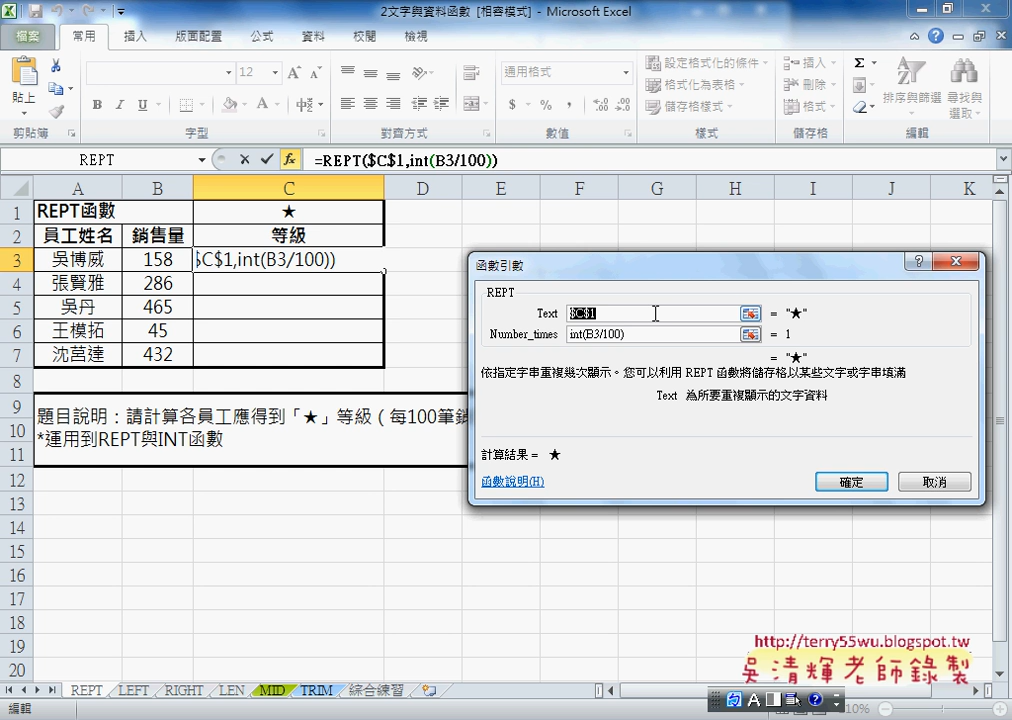 2文字與資料函數 [相容模式] - Microsoft Excel
檔案 常用 插入 版面配置 公式 資料 校閱 檢視
貼上 12 通用格式 設定格式化的條件 格式化為表格 儲存格樣式 插入 刪除 格式 排序與篩選 尋找與選取
剪貼簿 字型 對齊方式 數值 樣式 儲存格 編輯
REPT =REPT($C$1,int(B3/100))
A B C D E F G H I J K
1 REPT函數 ★
2 員工姓名 銷售量 等級
3 吳博威 158 $C$1,int(B3/100))
4 張賢雅 286
5 吳丹 465
6 王模拓 45
7 沈莒達 432
8
9
10
11
題目說明：請計算各員工應得到「★」等級（每100筆銷
*運用到REPT與INT函數
12
13
14
15
16
17
18
19
20
函數引數
REPT
Text $C$1 = "★"
Number_times int(B3/100) = 1
= "★"
依指定字串重複幾次顯示。您可以利用 REPT 函數將儲存格以某些文字或字串填滿
Text 為所要重複顯示的文字資料
計算結果 = ★
函數說明(H) 確定 取消
http://terry55wu.blogspot.tw
吳清輝老師錄製
REPT LEFT RIGHT LEN MID TRIM 綜合練習
編輯